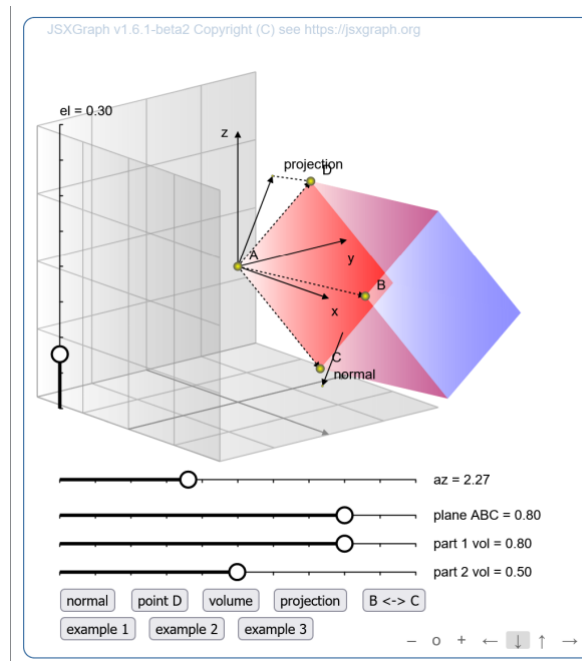 JSXGraph v1.6.1-beta2 Copyright (C) see https://jsxgraph.org
el = 0.30
z
projection
D
A
y
B
x
C
normal
az = 2.27
plane ABC = 0.80
part 1 vol = 0.80
part 2 vol = 0.50
normal point D volume projection B <-> C
example 1 example 2 example 3
− o + ← ↓ ↑ →